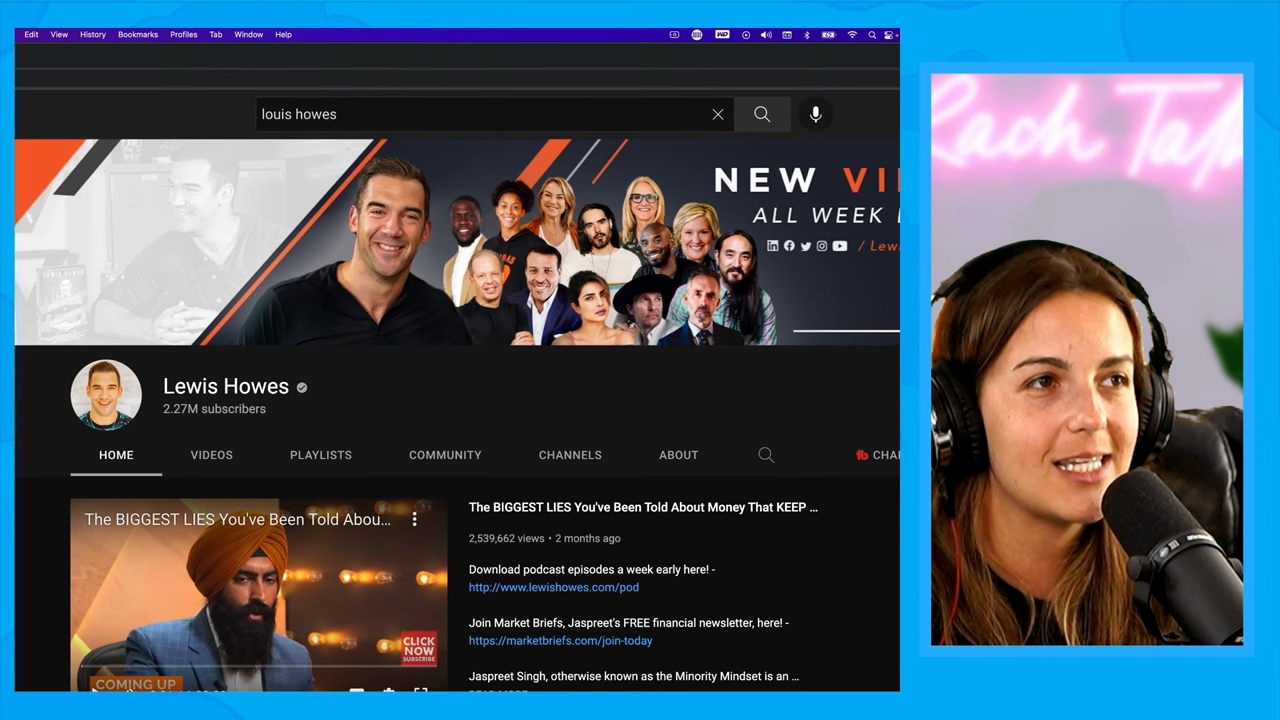 Edit View History Bookmarks Profiles Tab Window Help
louis howes
NEW
ALL WEEK
HOME VIDEOS PLAYLISTS COMMUNITY CHANNELS ABOUT
Lewis Howes
2.27M subscribers
The BIGGEST LIES You've Been Told Abou...
CLICK
NOW
SUBSCRIBE
COMING UP
The BIGGEST LIES You've Been Told About Money That KEEP ...
2,539,662 views • 2 months ago
Download podcast episodes a week early here! -
http://www.lewishowes.com/pod
Join Market Briefs, Jaspreet's FREE financial newsletter, here! -
https://marketbriefs.com/join-today
Jaspreet Singh, otherwise known as the Minority Mindset is an ...
Rach Tal